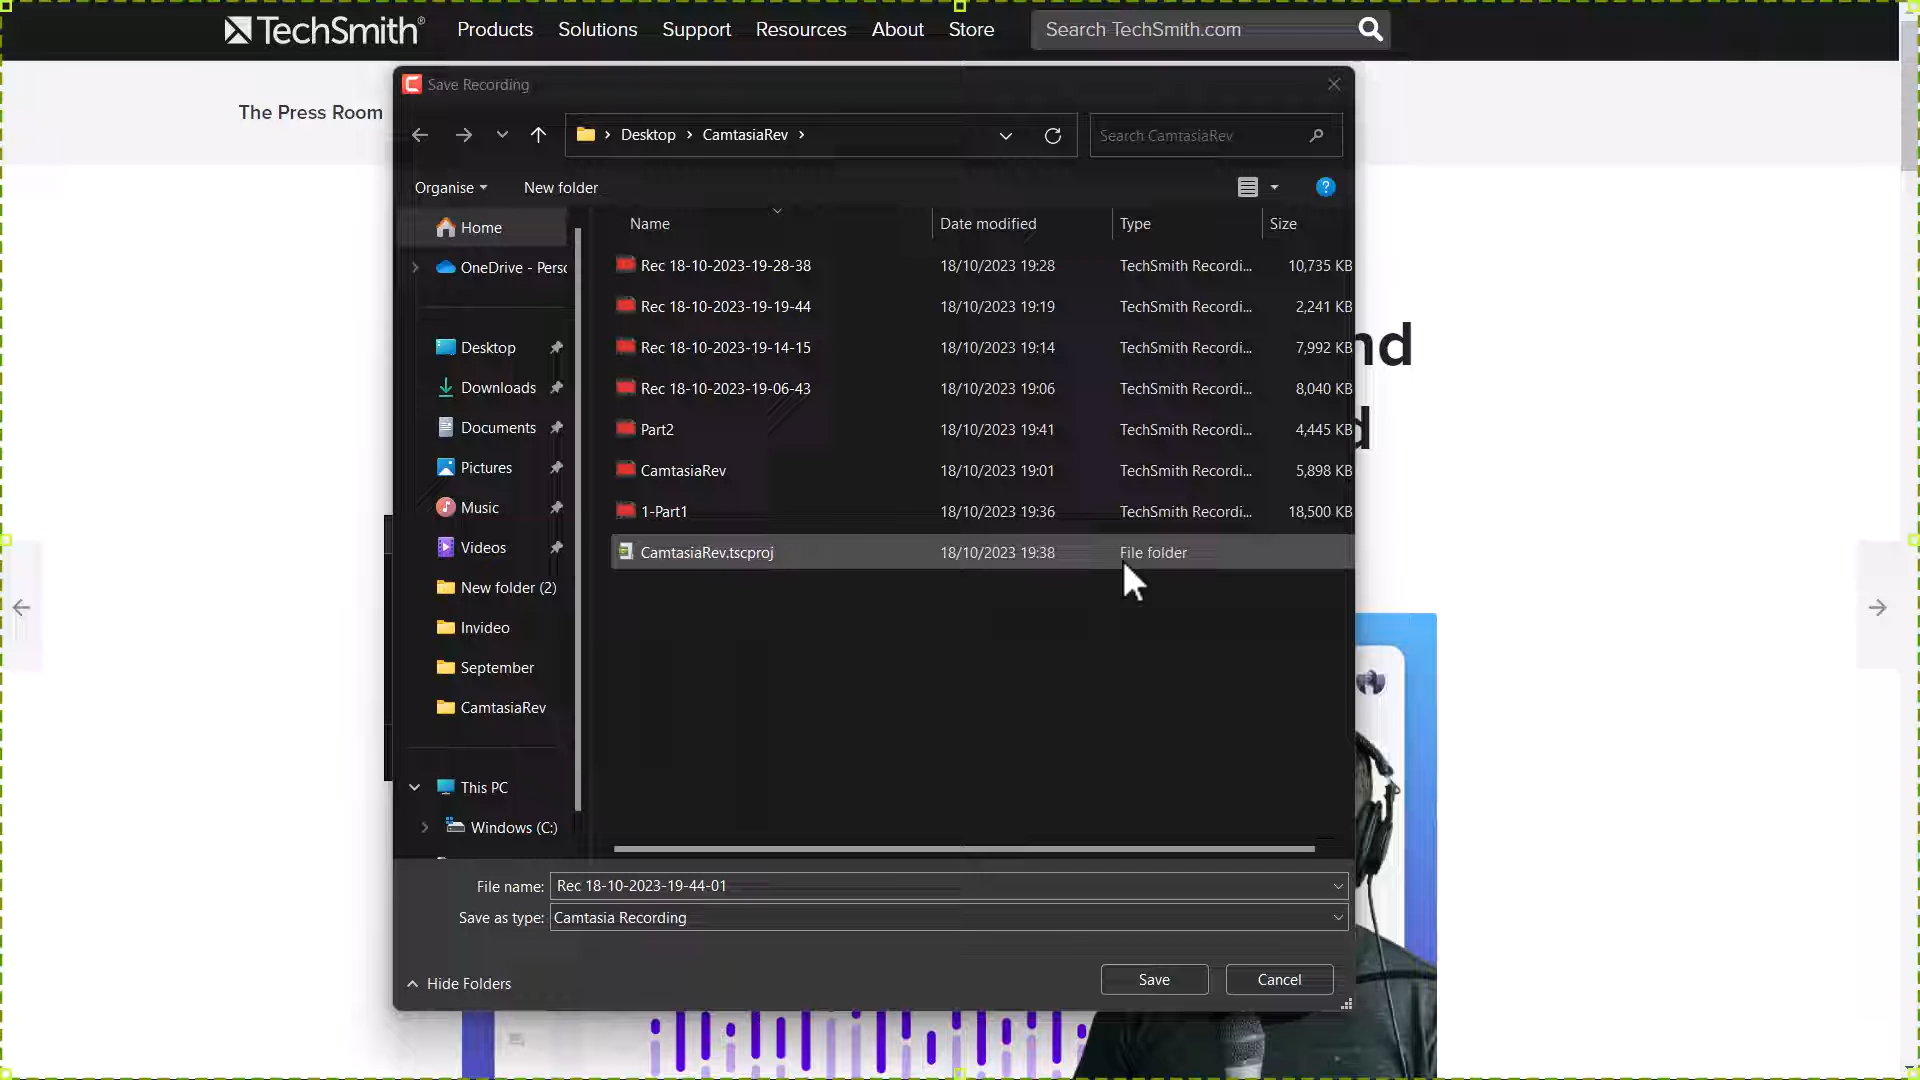 TechSmith®
Products Solutions Support Resources About Store
Search TechSmith.com
The Press Room
Save Recording
Desktop CamtasiaRev
Search CamtasiaRev
Organise New folder
?
Name Date modified Type Size
Rec 18-10-2023-19-28-38 18/10/2023 19:28 TechSmith Recordi... 10,735 KB
Rec 18-10-2023-19-19-44 18/10/2023 19:19 TechSmith Recordi... 2,241 KB
Rec 18-10-2023-19-14-15 18/10/2023 19:14 TechSmith Recordi... 7,992 KB
Rec 18-10-2023-19-06-43 18/10/2023 19:06 TechSmith Recordi... 8,040 KB
Part2 18/10/2023 19:41 TechSmith Recordi... 4,445 KB
CamtasiaRev 18/10/2023 19:01 TechSmith Recordi... 5,898 KB
1-Part1 18/10/2023 19:36 TechSmith Recordi... 18,500 KB
CamtasiaRev.tscproj 18/10/2023 19:38 File folder
Home
OneDrive - Perso
Desktop
Downloads
Documents
Pictures
Music
Videos
New folder (2)
Invideo
September
CamtasiaRev
This PC
Windows (C:)
nd
d
File name: Rec 18-10-2023-19-44-01
Save as type: Camtasia Recording
Hide Folders
Save Cancel